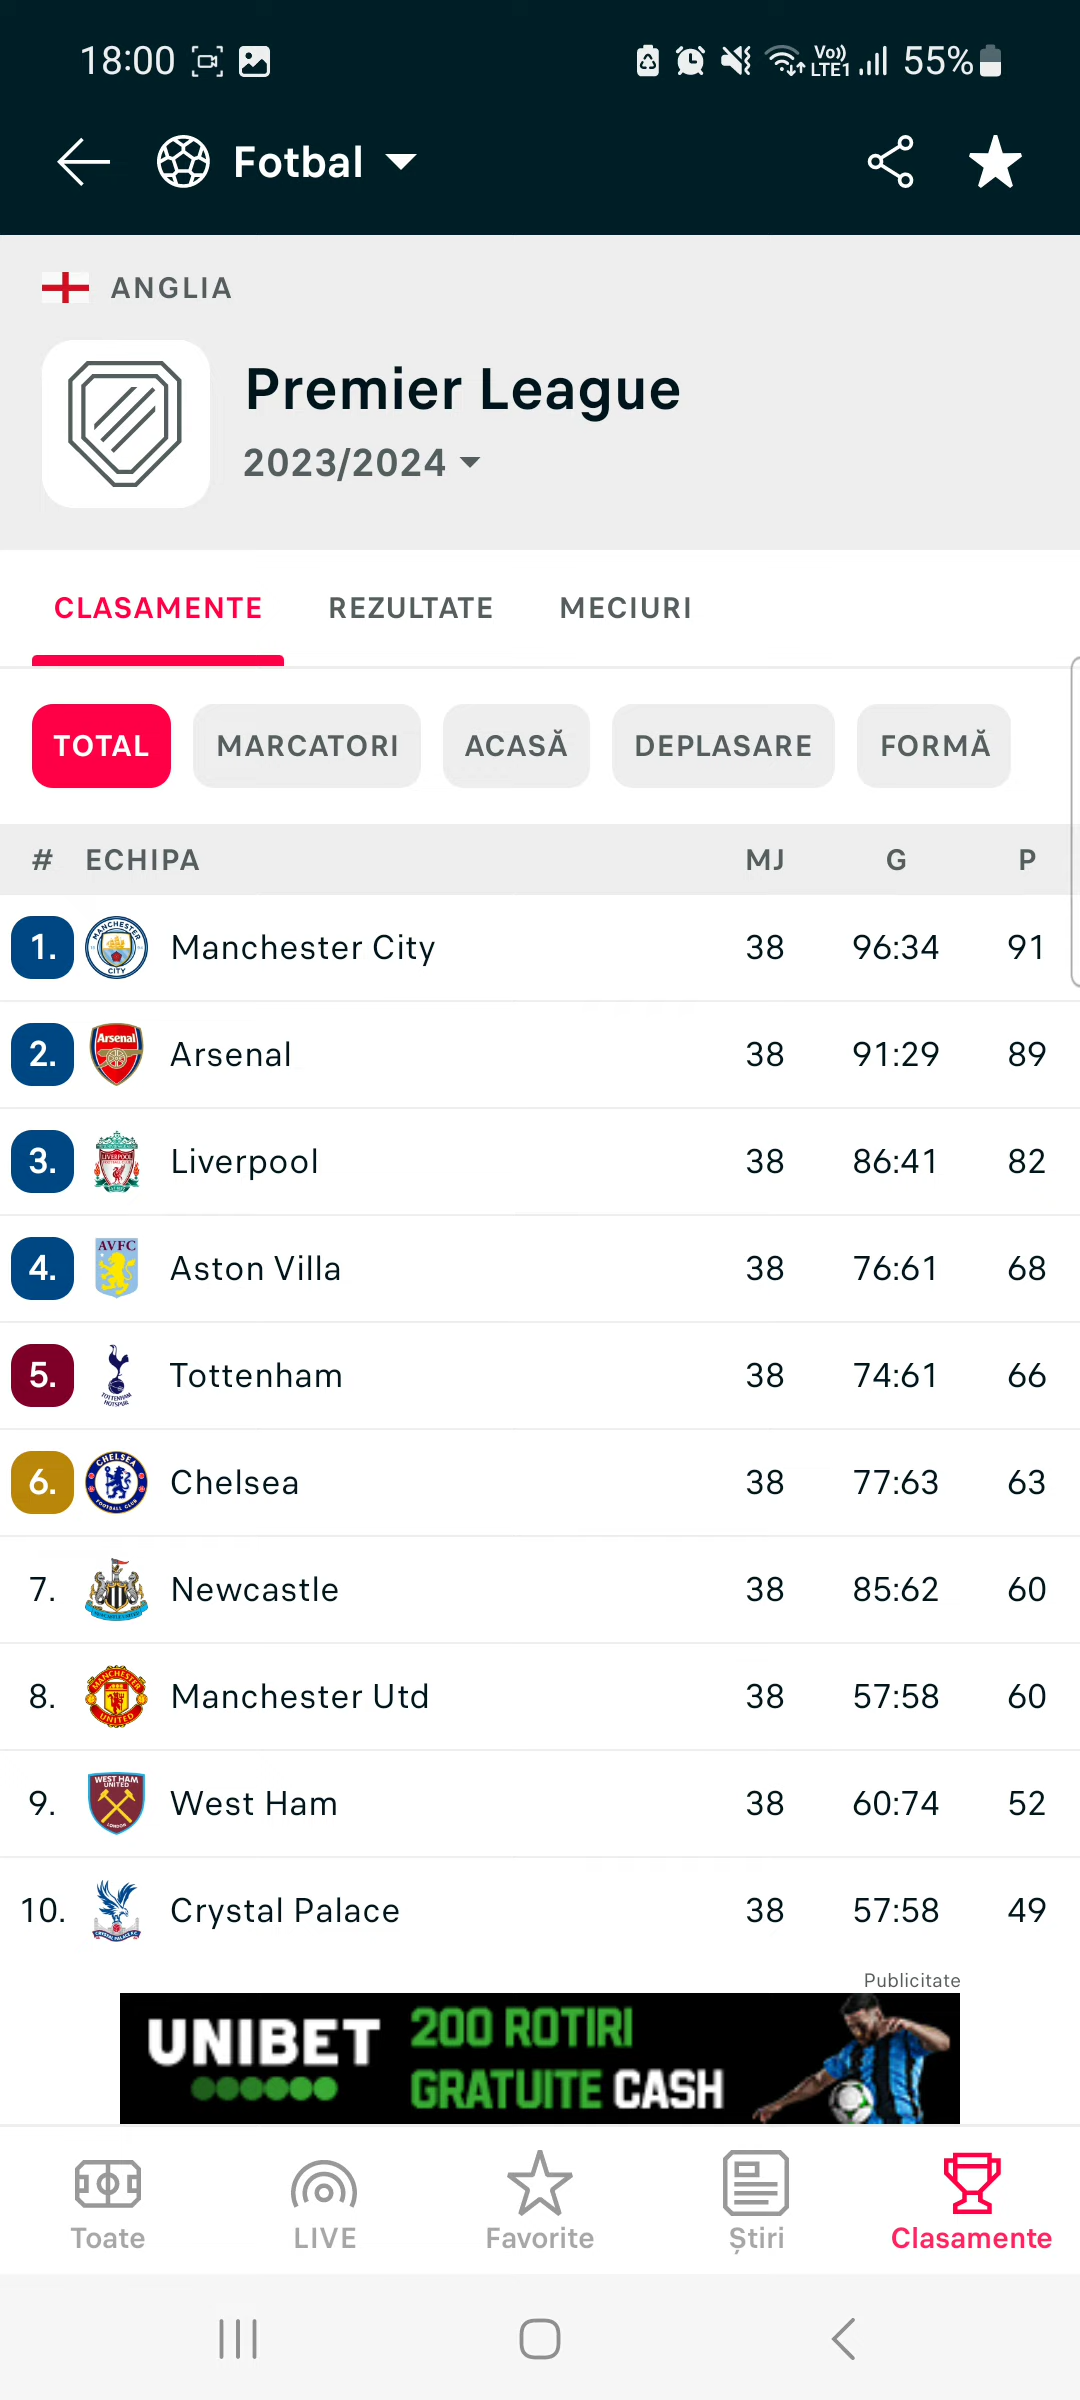 18:00 Vo)) LTE1 55%
Fotbal
ANGLIA
Premier League
2023/2024
CLASAMENTE REZULTATE MECIURI
TOTAL MARCATORI ACASĂ DEPLASARE FORMĂ
# ECHIPA MJ G P
1. Manchester City 38 96:34 91
2. Arsenal 38 91:29 89
3. Liverpool 38 86:41 82
4. Aston Villa 38 76:61 68
5. Tottenham 38 74:61 66
6. Chelsea 38 77:63 63
7. Newcastle 38 85:62 60
8. Manchester Utd 38 57:58 60
9. West Ham 38 60:74 52
10. Crystal Palace 38 57:58 49
Publicitate
UNIBET 200 ROTIRI
GRATUITE CASH
Toate LIVE Favorite Știri Clasamente